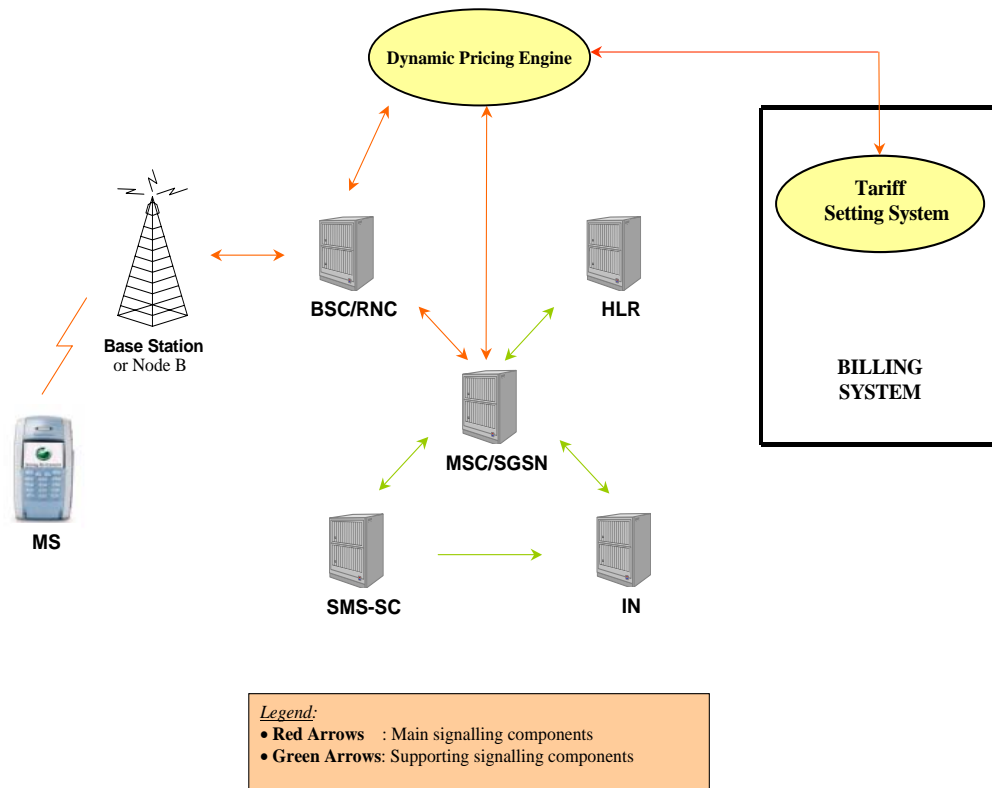 Dynamic Pricing Engine
Tariff
Setting System
BSC/RNC
HLR
Base Station
or Node B
BILLING
SYSTEM
MSC/SGSN
MS
SMS-SC
IN
Legend:
• Red Arrows : Main signalling components
• Green Arrows: Supporting signalling components